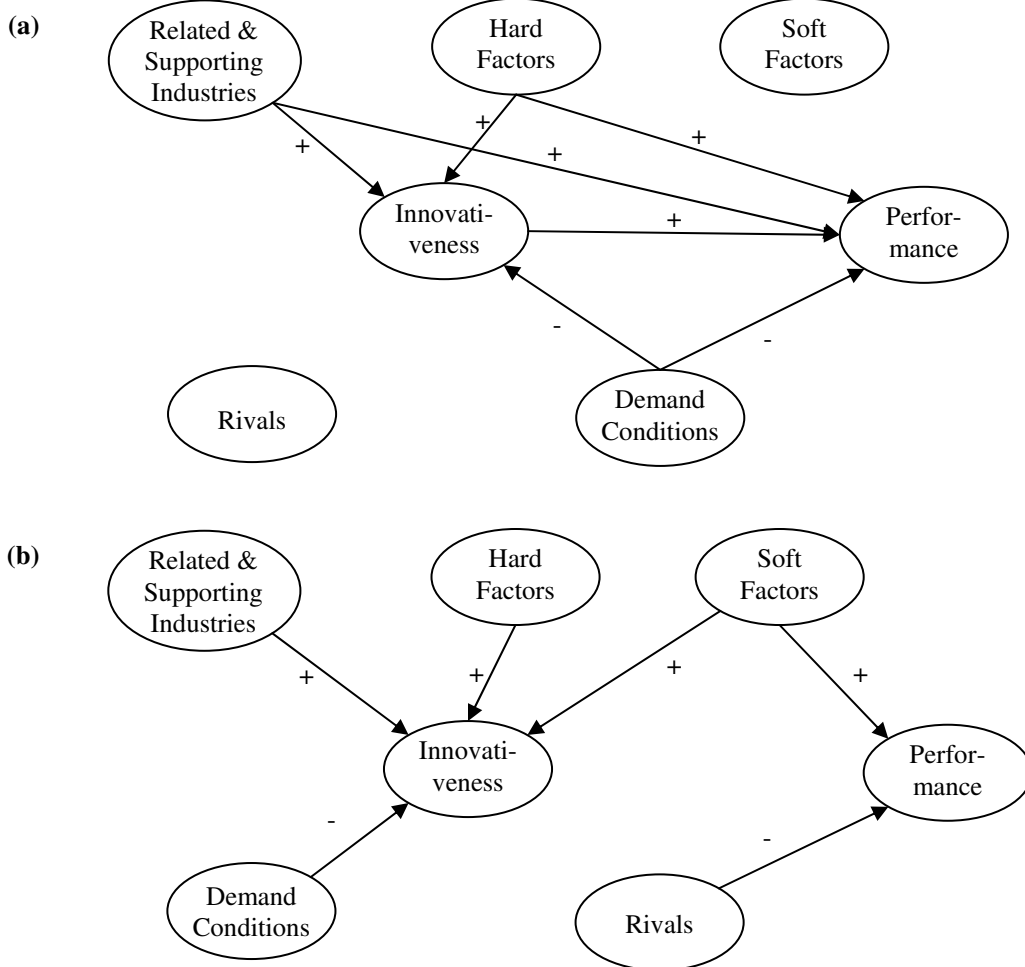 (a)
Related &
Supporting
Industries
Hard
Factors
Soft
Factors
+
+
+
+
Innovati-
veness
+
Perfor-
mance
-
-
Rivals
Demand
Conditions
(b)
Related &
Supporting
Industries
Hard
Factors
Soft
Factors
+
+
+
+
Innovati-
veness
Perfor-
mance
-
-
Demand
Conditions
Rivals